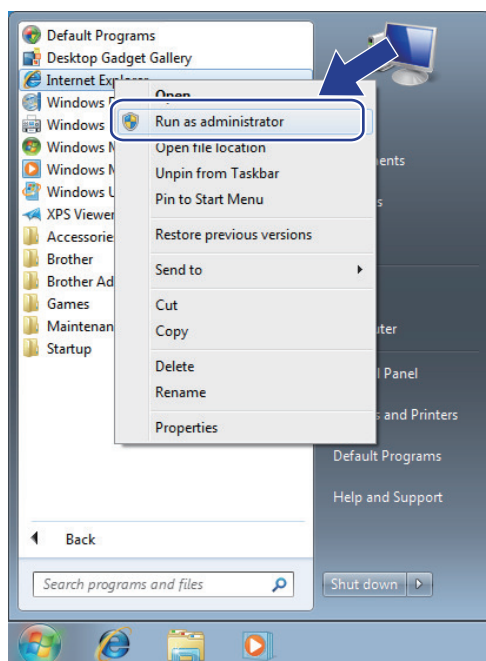 Default Programs
Desktop Gadget Gallery
Internet Explorer
Windows
Windows
Windows M
Windows M
Windows U
XPS Viewer
Accessorie
Brother
Brother Ad
Games
Maintenan
Startup
Back
Search programs and files
Open
Run as administrator
Open file location
Unpin from Taskbar
Pin to Start Menu
Restore previous versions
Send to
Cut
Copy
Delete
Rename
Properties
ents
s
uter
l Panel
s and Printers
Default Programs
Help and Support
Shut down